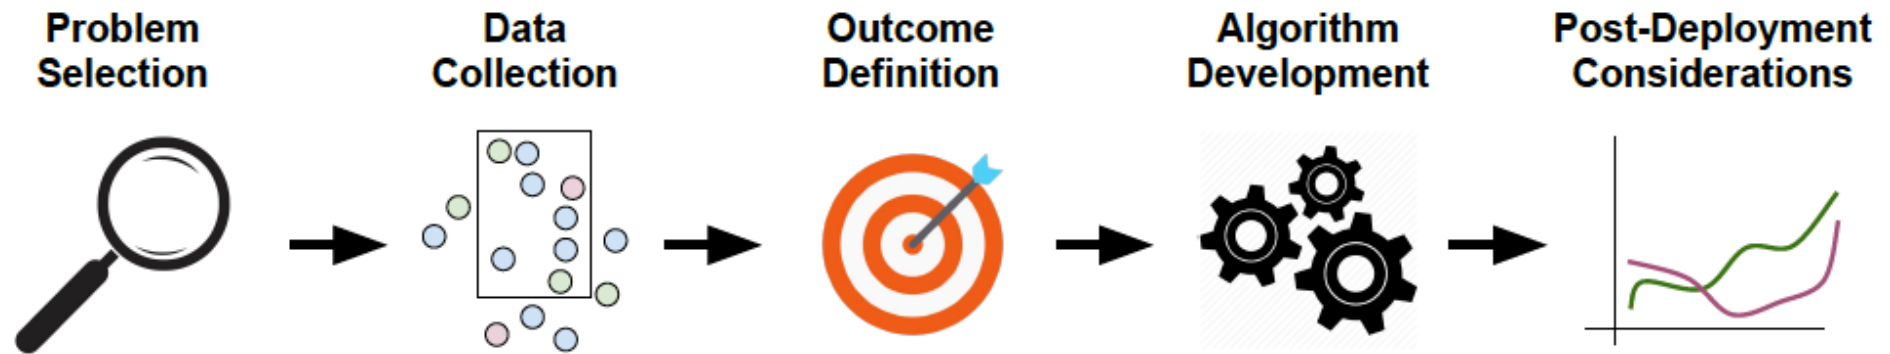 Problem
Selection
Data
Collection
Outcome
Definition
Algorithm
Development
Post-Deployment
Considerations